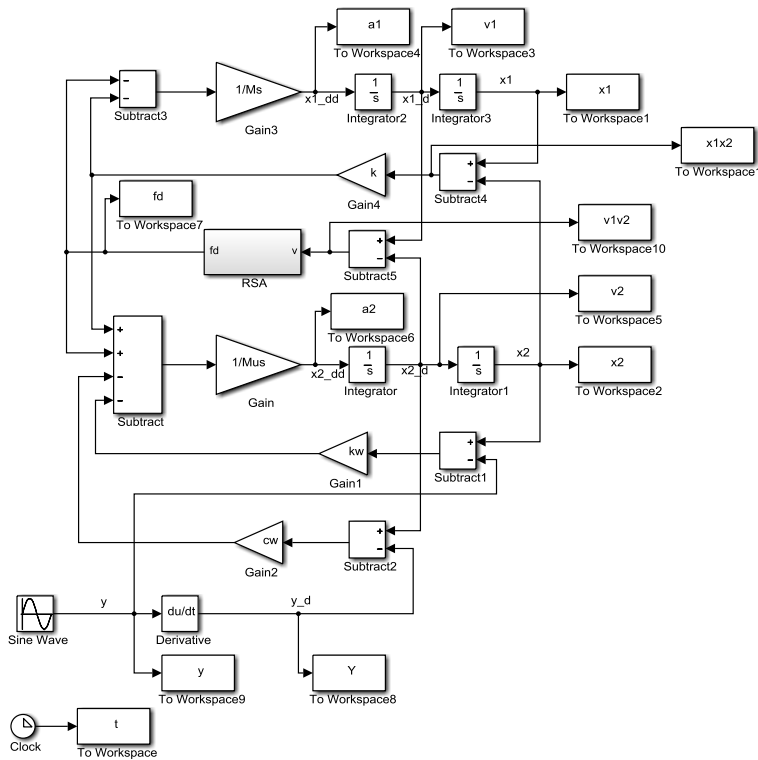 a1
To Workspace4
v1
To Workspace3
−
−
Subtract3
1/Ms
Gain3
x1_dd
1
s
Integrator2
x1_d
1
s
Integrator3
x1
x1
To Workspace1
x1x2
To Workspace1
k
Gain4
+
−
Subtract4
fd
To Workspace7
v1v2
To Workspace10
fd
v
RSA
+
−
Subtract5
v2
To Workspace5
a2
To Workspace6
+
+
−
−
Subtract
1/Mus
Gain
x2_dd
1
s
Integrator
x2_d
1
s
Integrator1
x2
x2
To Workspace2
kw
Gain1
+
−
Subtract1
cw
Gain2
+
−
Subtract2
Sine Wave
y
du/dt
Derivative
y_d
y
To Workspace9
Y
To Workspace8
Clock
t
To Workspace